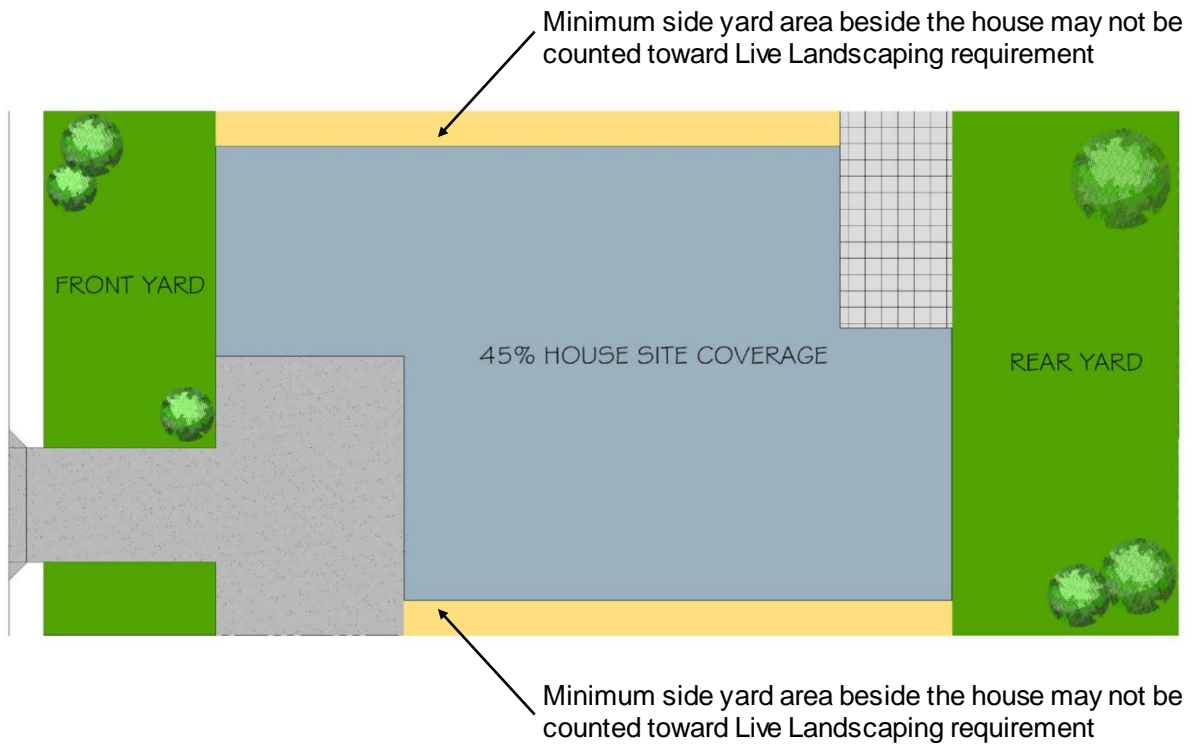 Minimum side yard area beside the house may not be
counted toward Live Landscaping requirement
FRONT YARD
45% HOUSE SITE COVERAGE
REAR YARD
Minimum side yard area beside the house may not be
counted toward Live Landscaping requirement